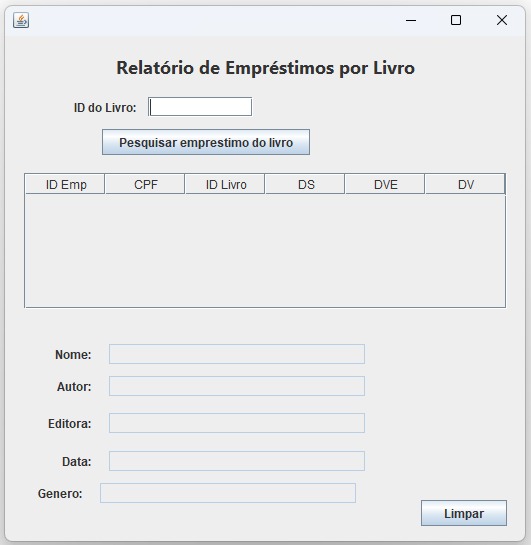 Relatório de Empréstimos por Livro
ID do Livro:
Pesquisar emprestimo do livro
ID Emp CPF ID Livro DS DVE DV
Nome:
Autor:
Editora:
Data:
Genero:
Limpar